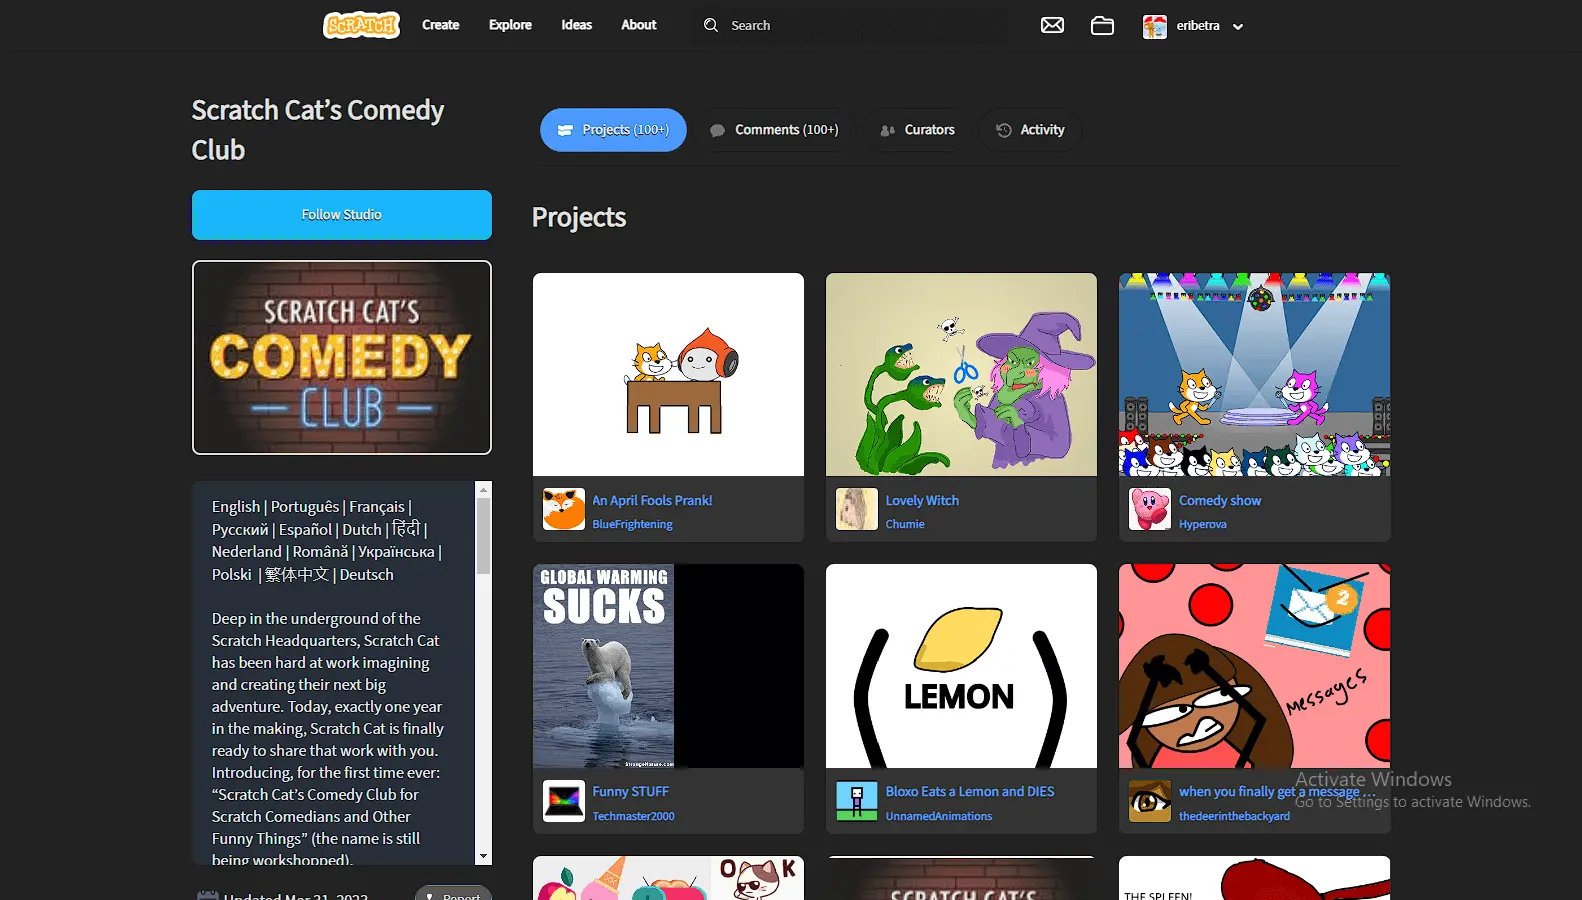 SCRATCH
Create
Explore
Ideas
About
Search
eribetra
Scratch Cat’s Comedy
Club
Follow Studio
SCRATCH CAT'S
COMEDY
CLUB
English | Português | Français |
Русский | Español | Dutch | हिंदी |
Nederland | Română | Українська |
Polski | 繁体中文 | Deutsch
Deep in the underground of the
Scratch Headquarters, Scratch Cat
has been hard at work imagining
and creating their next big
adventure. Today, exactly one year
in the making, Scratch Cat is finally
ready to share that work with you.
Introducing, for the first time ever:
“Scratch Cat’s Comedy Club for
Scratch Comedians and Other
Funny Things” (the name is still
being workshopped).
Updated Mar 31, 2023
Report
Projects (100+)
Comments (100+)
Curators
Activity
Projects
An April Fools Prank!
BlueFrightening
Lovely Witch
Chumie
Comedy show
Hyperova
GLOBAL WARMING
SUCKS
StrangeNature.com
Funny STUFF
Techmaster2000
LEMON
Bloxo Eats a Lemon and DIES
UnnamedAnimations
2
messages
when you finally get a message ...
thedeerinthebackyard
Activate Windows
Go to Settings to activate Windows.
O K
SCRATCH CAT'S
THE SPLEEN!